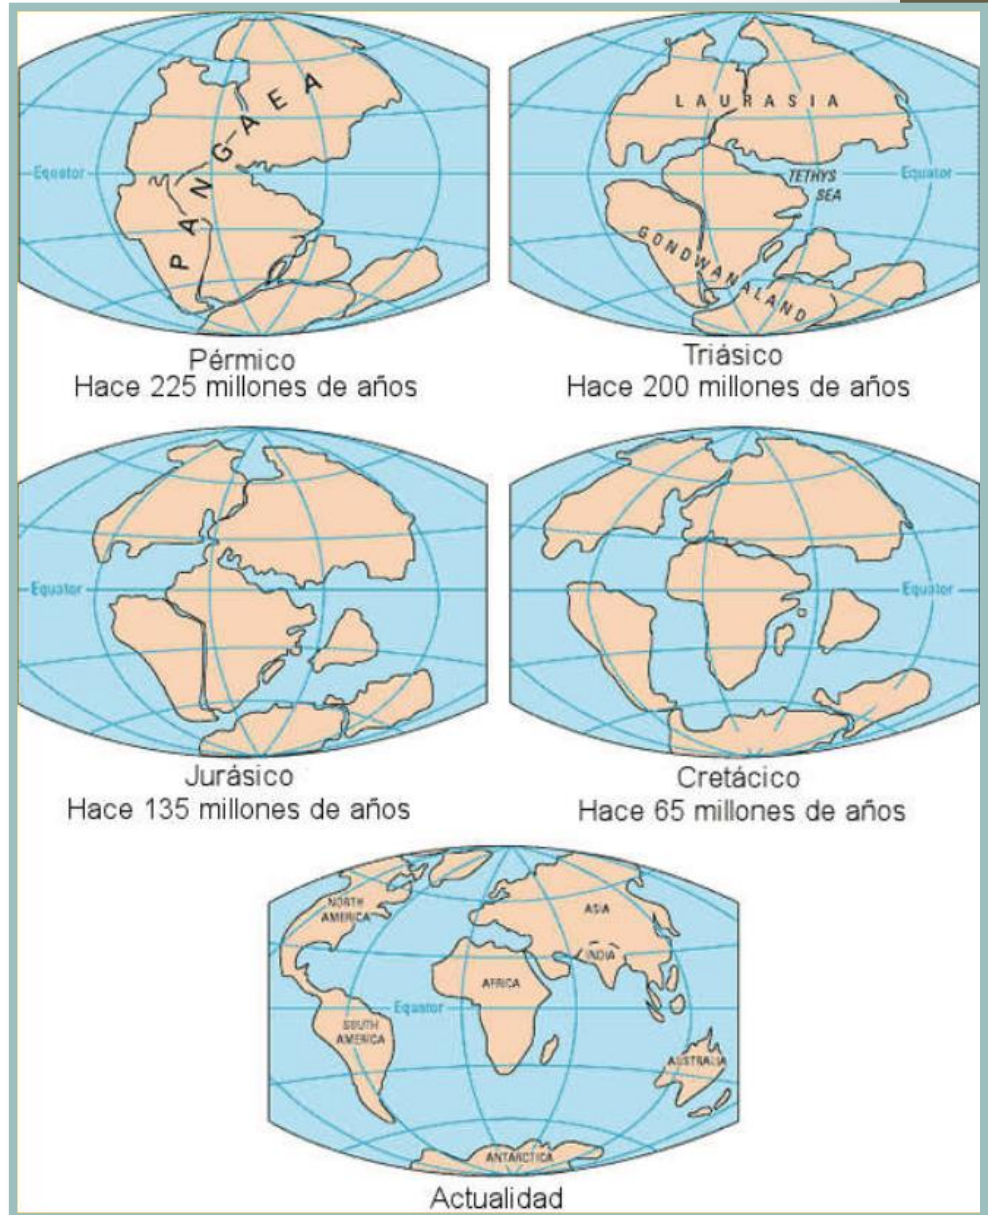 PANGAEA
Equator
Pérmico
Hace 225 millones de años
LAURASIA
TETHYS
SEA
Equator
GONDWANALAND
Triásico
Hace 200 millones de años
Equator
Jurásico
Hace 135 millones de años
Equator
Cretácico
Hace 65 millones de años
NORTH
AMERICA
ASIA
INDIA
AFRICA
Equator
SOUTH
AMERICA
AUSTRALIA
ANTARCTICA
Actualidad